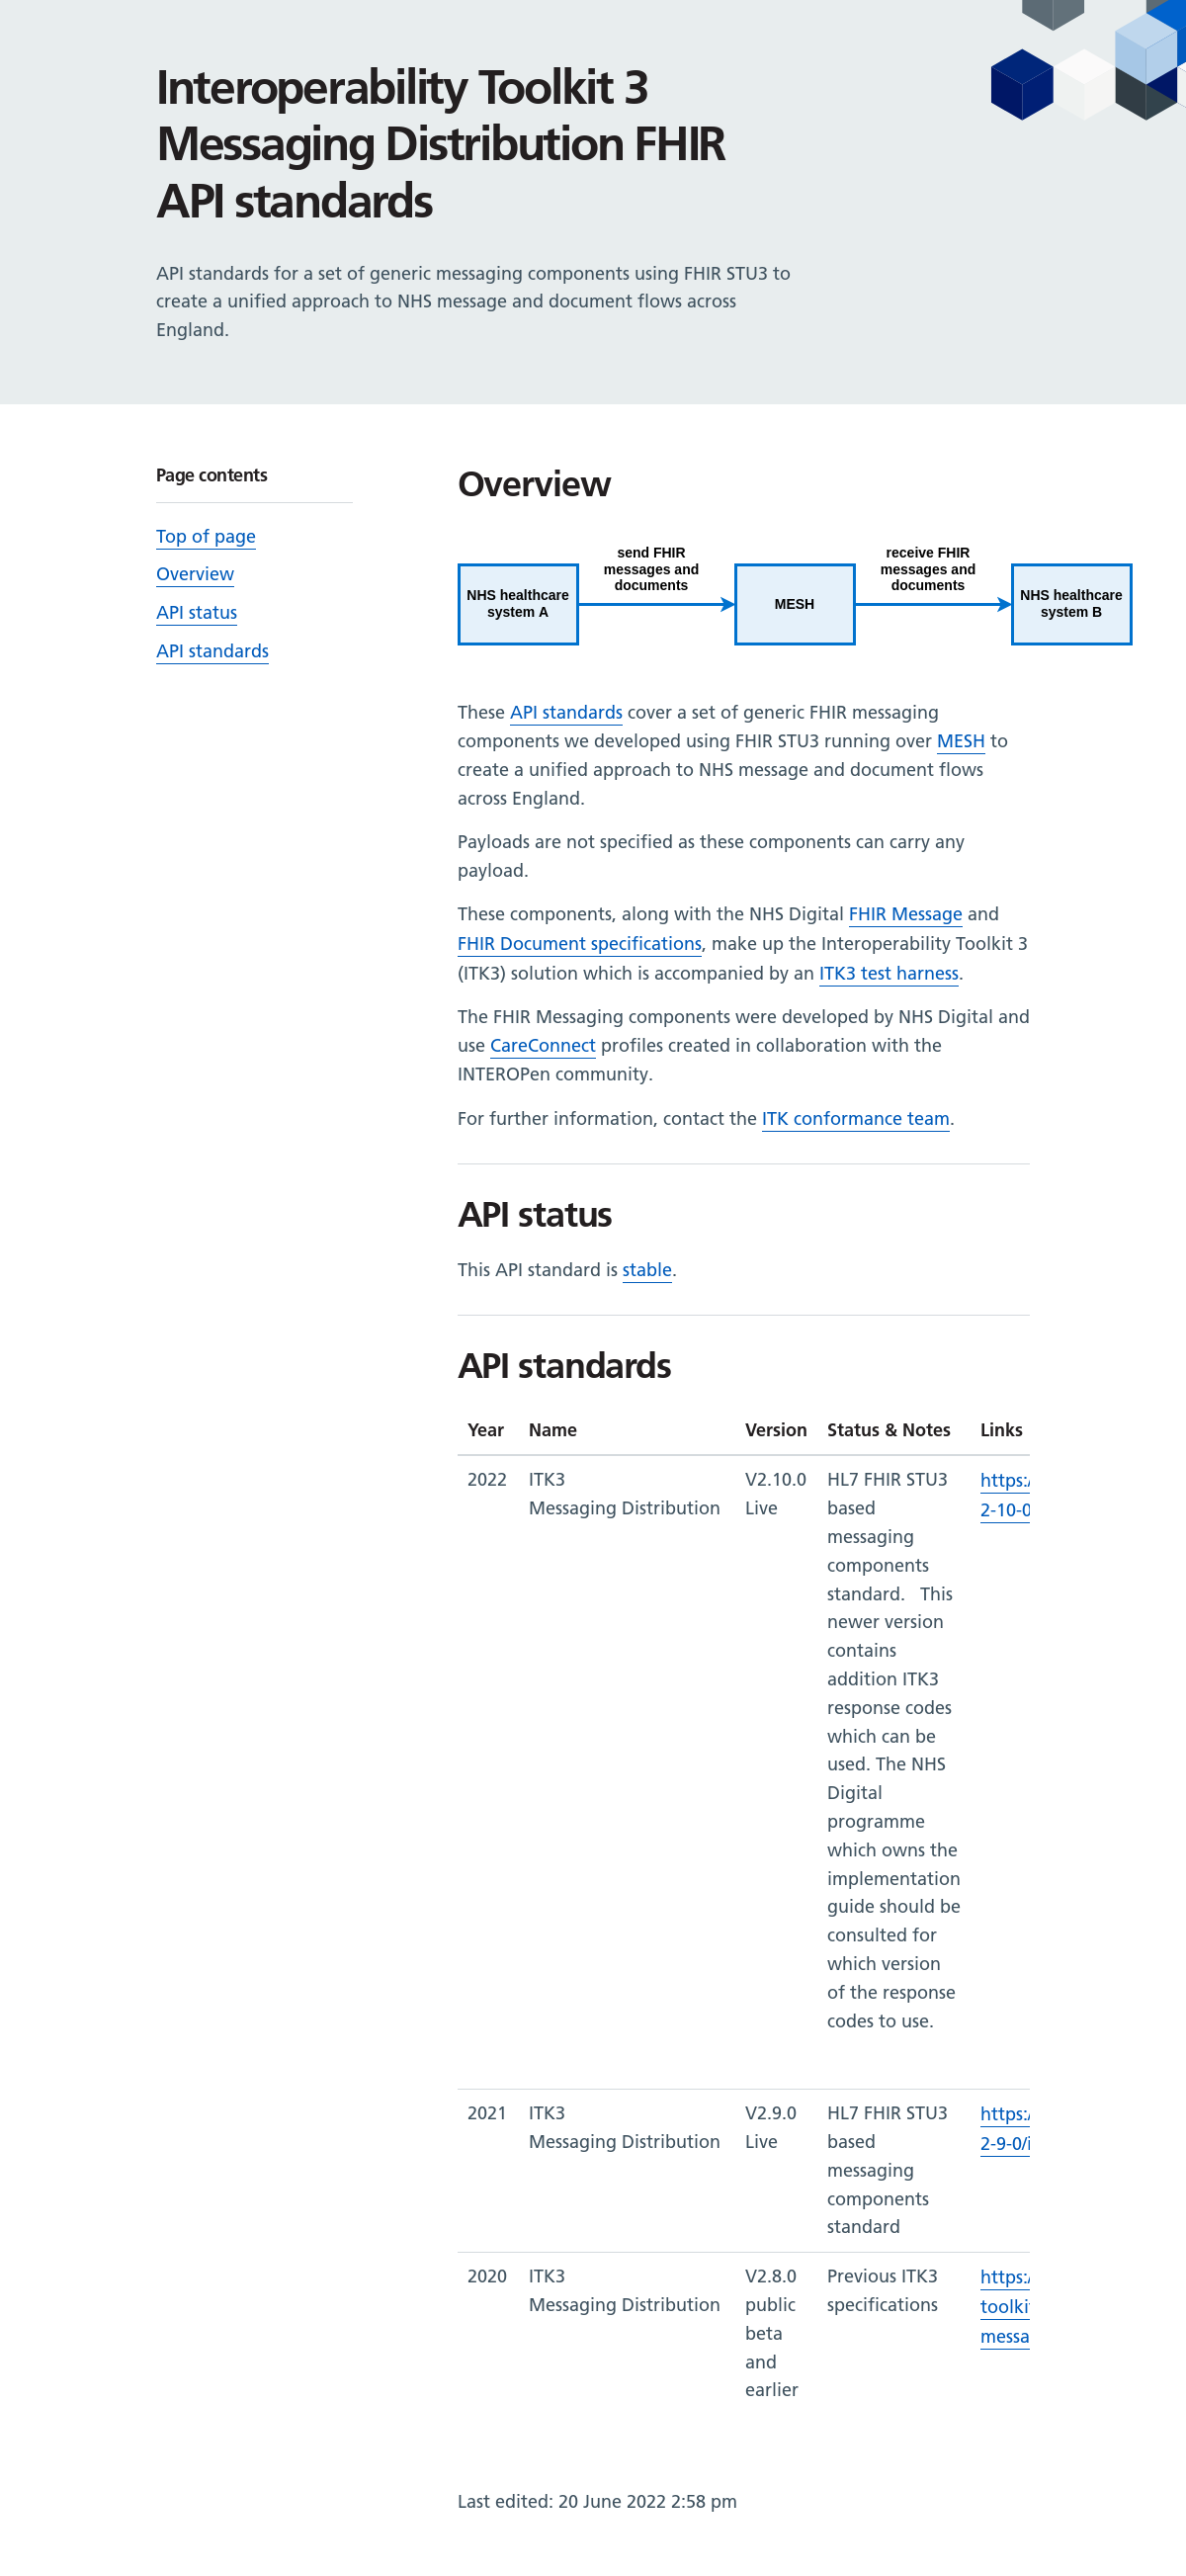 Interoperability Toolkit 3
Messaging Distribution FHIR
API standards
API standards for a set of generic messaging components using FHIR STU3 to
create a unified approach to NHS message and document flows across
England.
Page contents
Top of page
Overview
API status
API standards
Overview
NHS healthcare
system A
send FHIR
messages and
documents
MESH
receive FHIR
messages and
documents
NHS healthcare
system B
These API standards cover a set of generic FHIR messaging
components we developed using FHIR STU3 running over MESH to
create a unified approach to NHS message and document flows
across England.
Payloads are not specified as these components can carry any
payload.
These components, along with the NHS Digital FHIR Message and
FHIR Document specifications, make up the Interoperability Toolkit 3
(ITK3) solution which is accompanied by an ITK3 test harness.
The FHIR Messaging components were developed by NHS Digital and
use CareConnect profiles created in collaboration with the
INTEROPen community.
For further information, contact the ITK conformance team.
API status
This API standard is stable.
API standards
Year Name Version Status & Notes Links
2022 ITK3 V2.10.0 HL7 FHIR STU3 https:/
Messaging Distribution Live based 2-10-0
messaging
components
standard. This
newer version
contains
addition ITK3
response codes
which can be
used. The NHS
Digital
programme
which owns the
implementation
guide should be
consulted for
which version
of the response
codes to use.
2021 ITK3 V2.9.0 HL7 FHIR STU3 https:/
Messaging Distribution Live based 2-9-0/i
messaging
components
standard
2020 ITK3 V2.8.0 Previous ITK3 https:/
Messaging Distribution public specifications toolki
beta messa
and
earlier
Last edited: 20 June 2022 2:58 pm